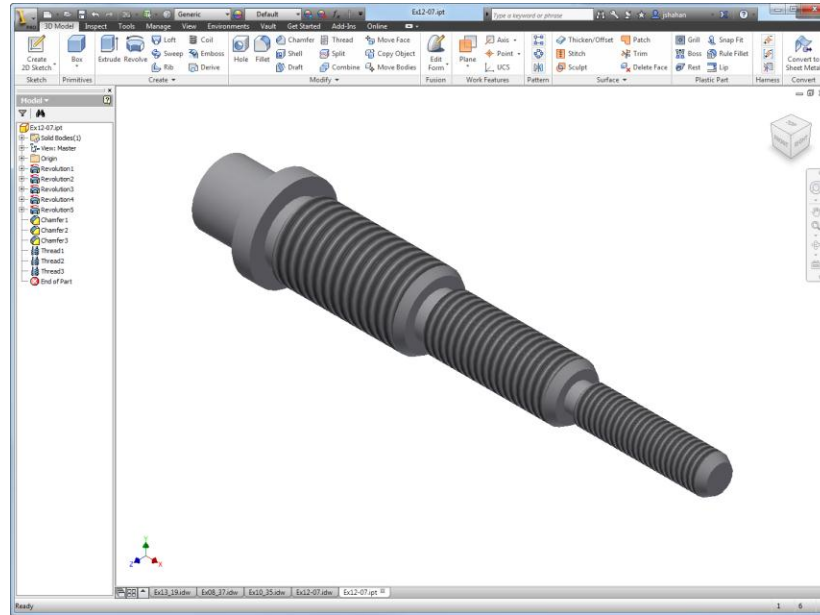 Generic Default Ex12-07.ipt Type a keyword or phrase jshahan
PRO 3D Model Inspect Tools Manage View Environments Vault Get Started Add-Ins Online
Create 2D Sketch Box Extrude Revolve Loft Sweep Rib Coil Emboss Derive Hole Fillet Chamfer Shell Draft Thread Split Combine Move Face Copy Object Move Bodies Edit Form Plane Axis Point UCS Thicken/Offset Stitch Sculpt Patch Trim Delete Face Grill Boss Rest Snap Fit Rule Fillet Lip Convert to Sheet Metal
Sketch Primitives Create Modify Fusion Work Features Pattern Surface Plastic Part Harness Convert
Model
Ex12-07.ipt
Solid Bodies(1)
View: Master
Origin
Revolution1
Revolution2
Revolution3
Revolution4
Revolution5
Chamfer1
Chamfer2
Chamfer3
Thread1
Thread2
Thread3
End of Part
Z Y X
Ex13_19.idw Ex08_37.idw Ex10_35.idw Ex12-07.idw Ex12-07.ipt
Ready 1 6